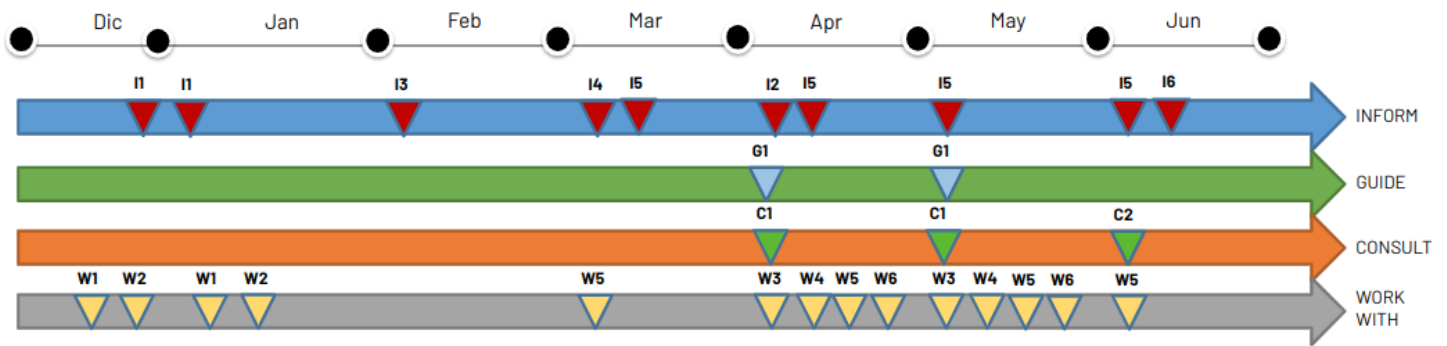 Dic Jan Feb Mar Apr May Jun
I1 I1 I3 I4 I5 I2 I5 I5 I5 I6
INFORM
G1 G1
GUIDE
C1 C1 C2
CONSULT
W1 W2 W1 W2 W5 W3 W4 W5 W6 W3 W4 W5 W6 W5
WORK
WITH